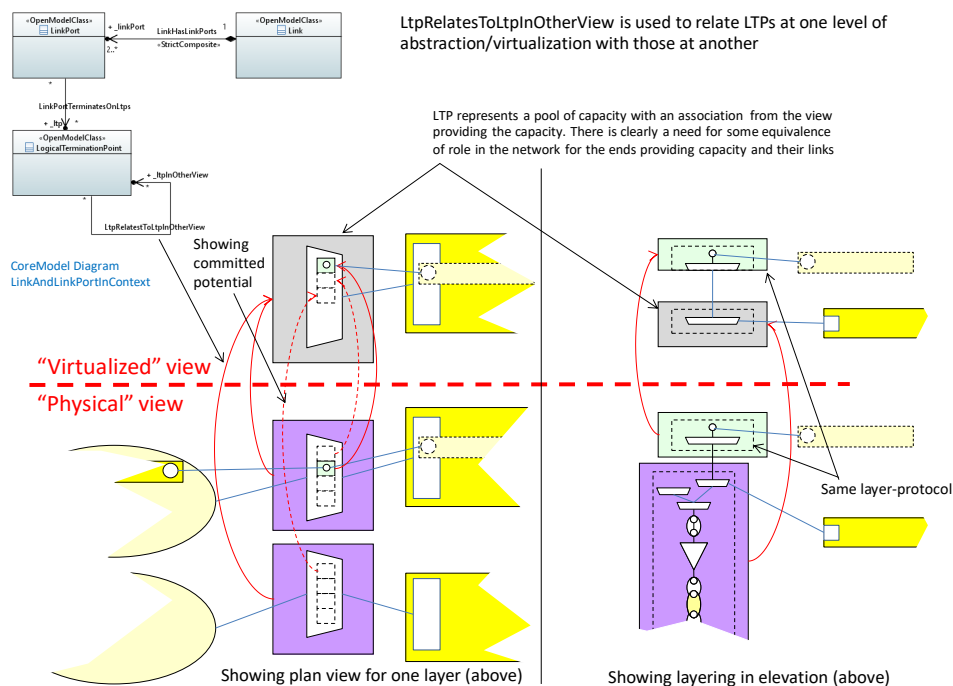 «OpenModelClass»
LinkPort
+ _linkPort
2..*
LinkHasLinkPorts
«StrictComposite»
1
«OpenModelClass»
Link
*
LinkPortTerminatesOnLtps
+ _ltp
*
«OpenModelClass»
LogicalTerminationPoint
+ _ltpInOtherView
*
*
LtpRelatestToLtpInOtherView
CoreModel Diagram
LinkAndLinkPortInContext
LtpRelatesToLtpInOtherView is used to relate LTPs at one level of
abstraction/virtualization with those at another
LTP represents a pool of capacity with an association from the view
providing the capacity. There is clearly a need for some equivalence
of role in the network for the ends providing capacity and their links
Showing
committed
potential
“Virtualized” view
“Physical” view
Same layer-protocol
Showing plan view for one layer (above)
Showing layering in elevation (above)